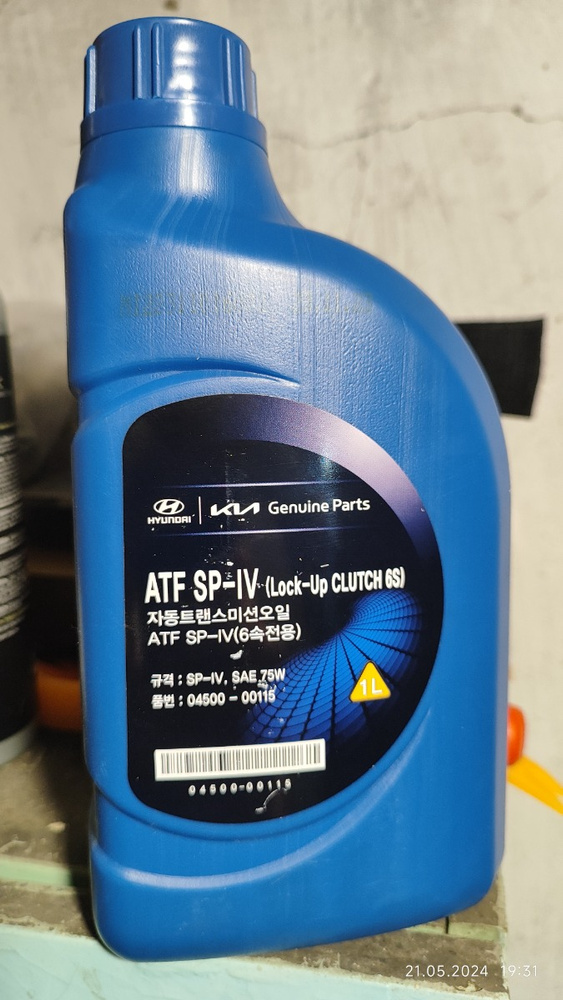 HYUNDAI | KIA Genuine Parts
ATF SP-IV (Lock-Up CLUTCH 6S)
자동트랜스미션오일
ATF SP-IV(6속전용)
규격 : SP-IV, SAE 75W
품번 : 04500 - 00115
1L
04500-00115
21.05.2024 19:31